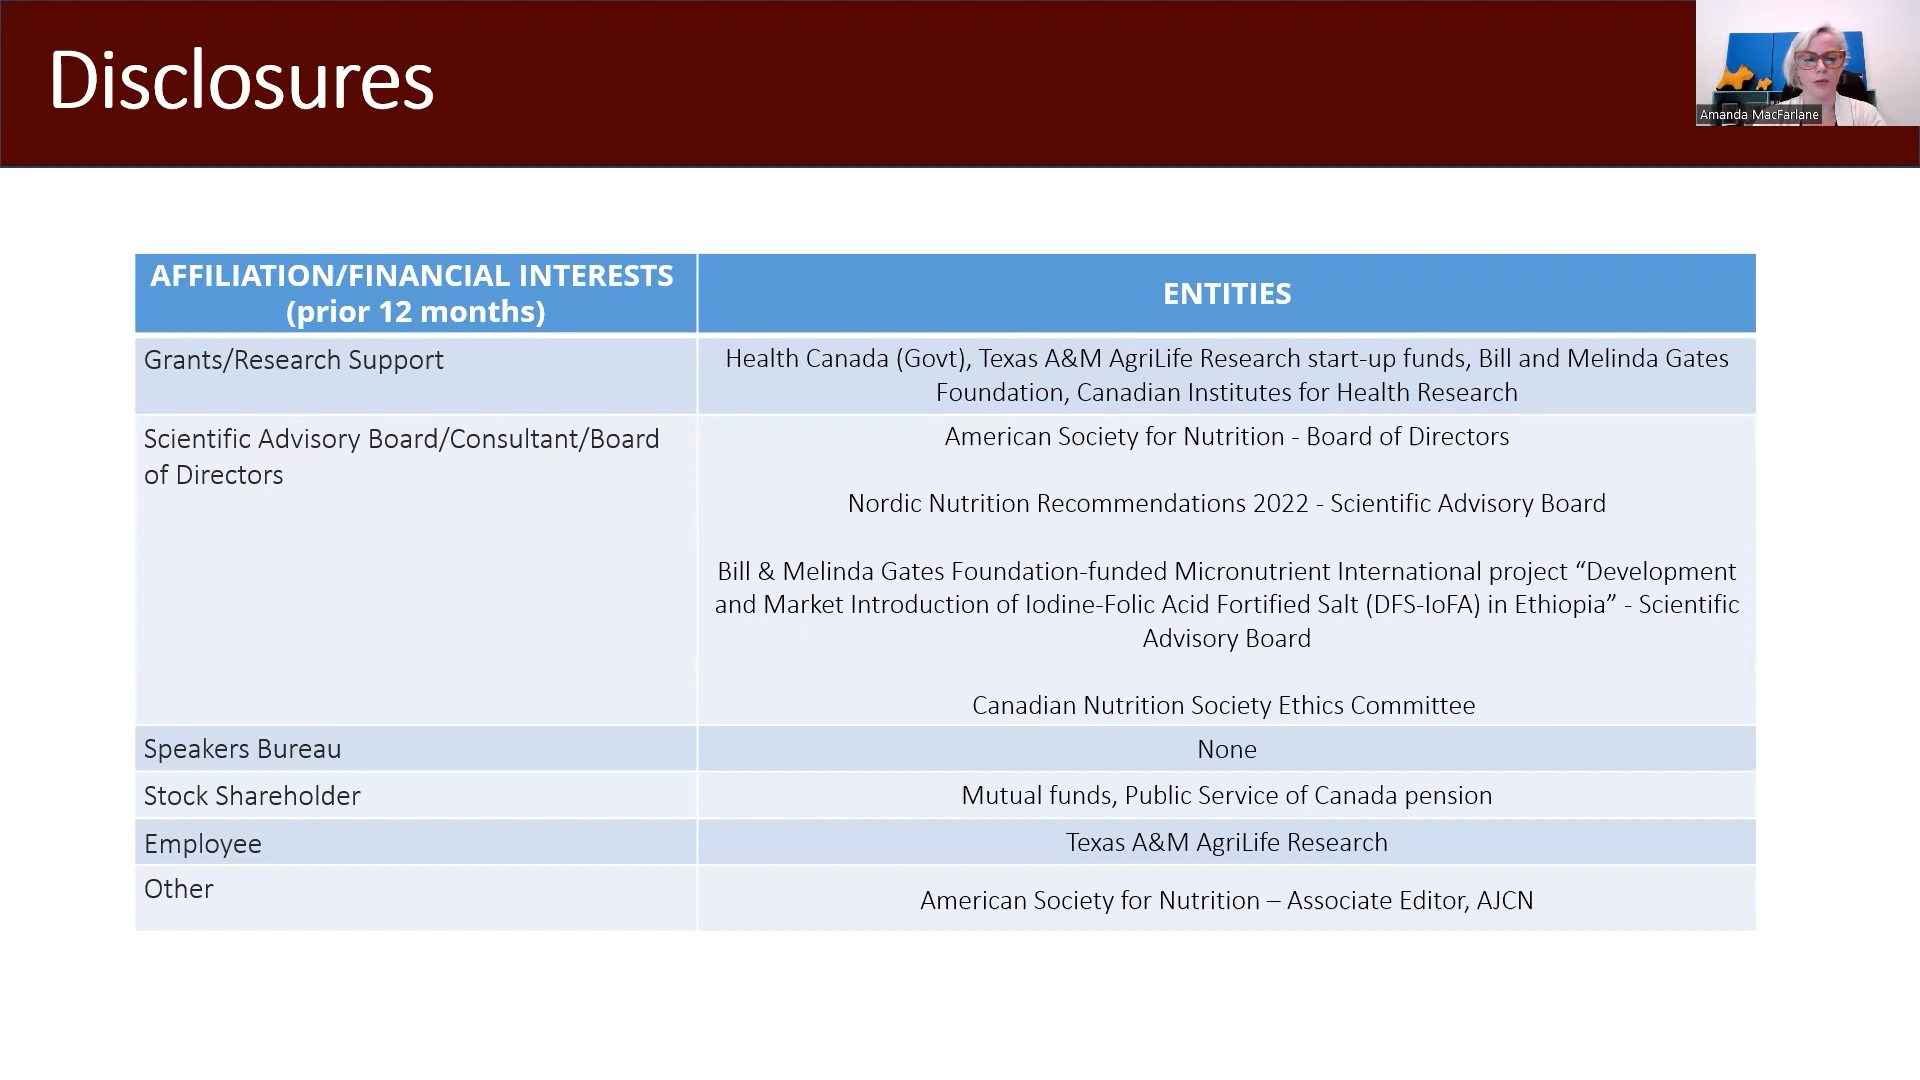 Disclosures
Amanda MacFarlane
AFFILIATION/FINANCIAL INTERESTS
(prior 12 months)
ENTITIES
Grants/Research Support
Health Canada (Govt), Texas A&M AgriLife Research start-up funds, Bill and Melinda Gates
Foundation, Canadian Institutes for Health Research
Scientific Advisory Board/Consultant/Board
of Directors
American Society for Nutrition - Board of Directors
Nordic Nutrition Recommendations 2022 - Scientific Advisory Board
Bill & Melinda Gates Foundation-funded Micronutrient International project “Development
and Market Introduction of Iodine-Folic Acid Fortified Salt (DFS-IoFA) in Ethiopia” - Scientific
Advisory Board
Canadian Nutrition Society Ethics Committee
Speakers Bureau
None
Stock Shareholder
Mutual funds, Public Service of Canada pension
Employee
Texas A&M AgriLife Research
Other
American Society for Nutrition – Associate Editor, AJCN